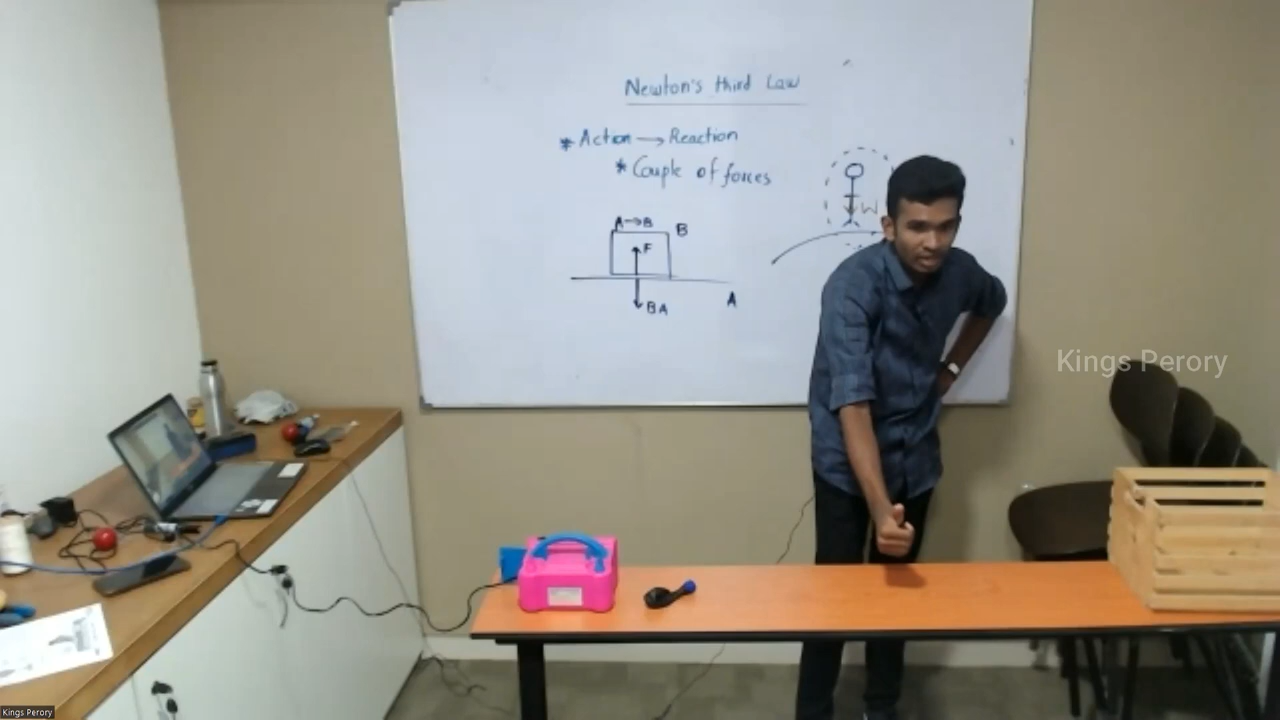 Newton's third Law
* Action → Reaction
* Couple of forces
A→B
B
F
BA
A
W
Kings Perory
Kings Perory